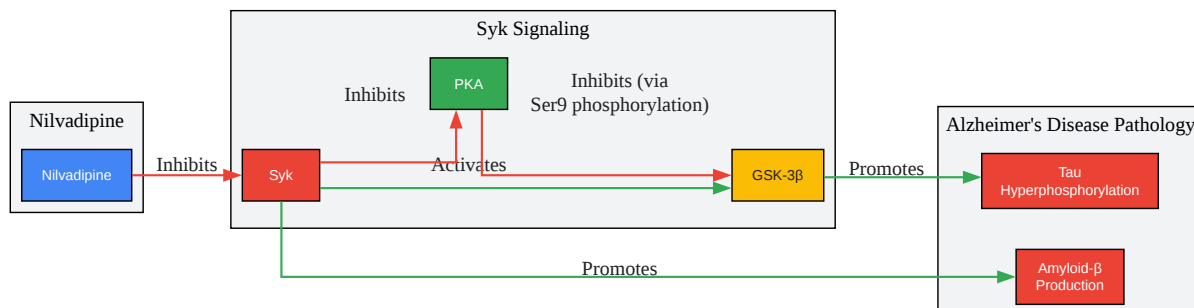 Syk Signaling
PKA
Inhibits
Inhibits (via
Ser9 phosphorylation)
Nilvadipine
Nilvadipine
Inhibits
Syk
Activates
GSK-3β
Promotes
Alzheimer's Disease Pathology
Tau
Hyperphosphorylation
Promotes
Amyloid-β
Production